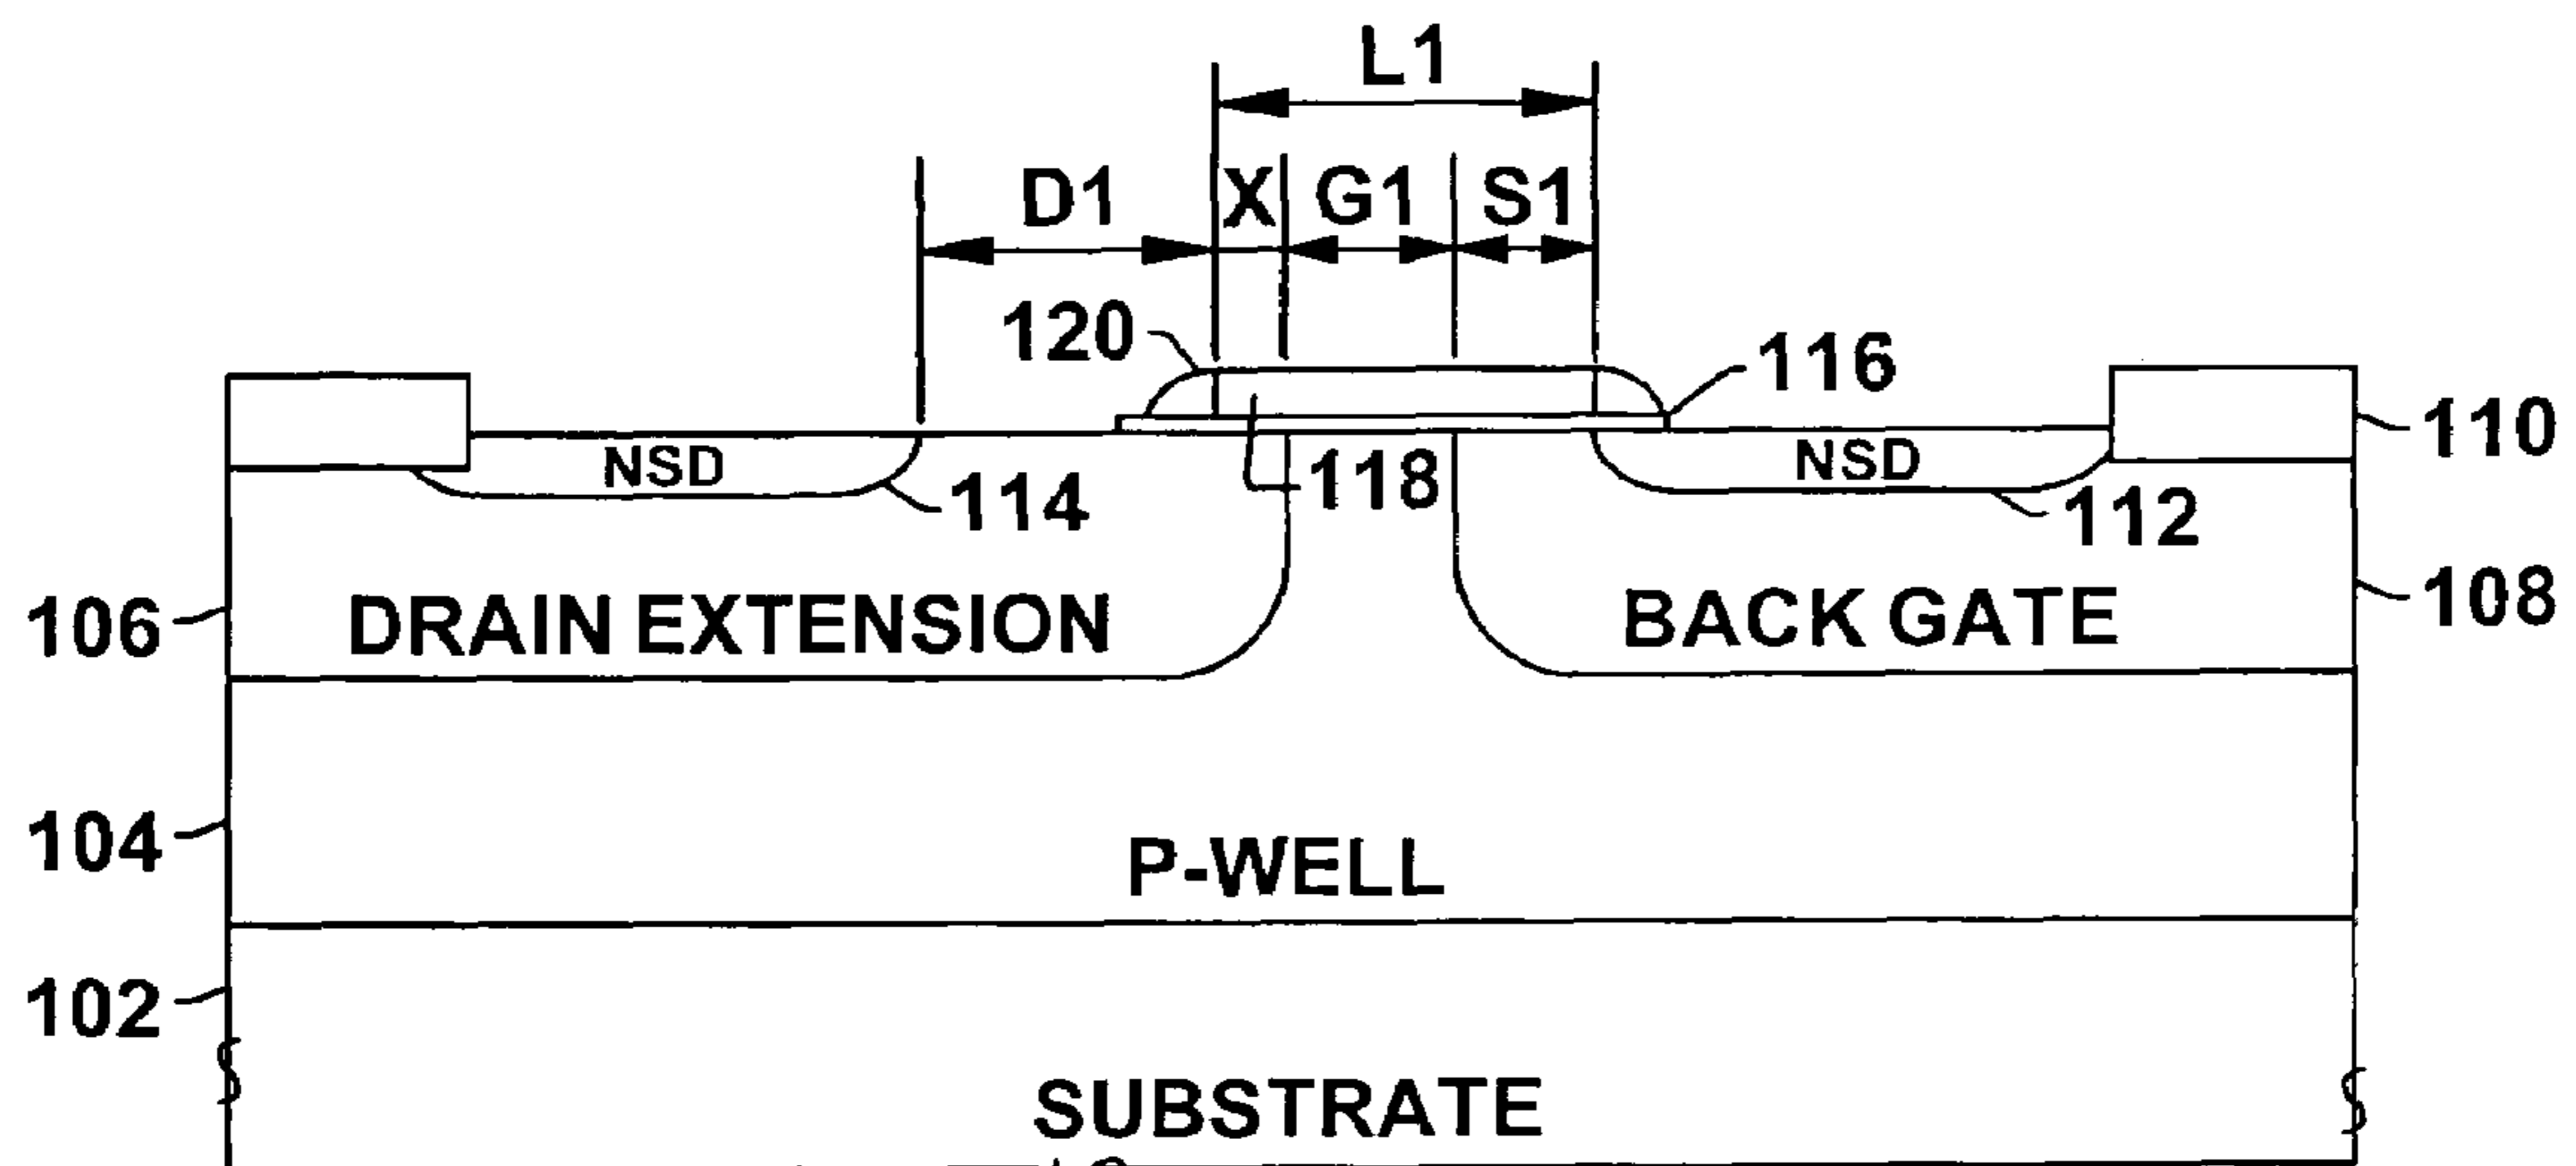 L1
D1 X G1 S1
120
116
110
NSD
NSD
118
114
112
106
DRAIN EXTENSION
BACK GATE
108
104
P-WELL
102
SUBSTRATE